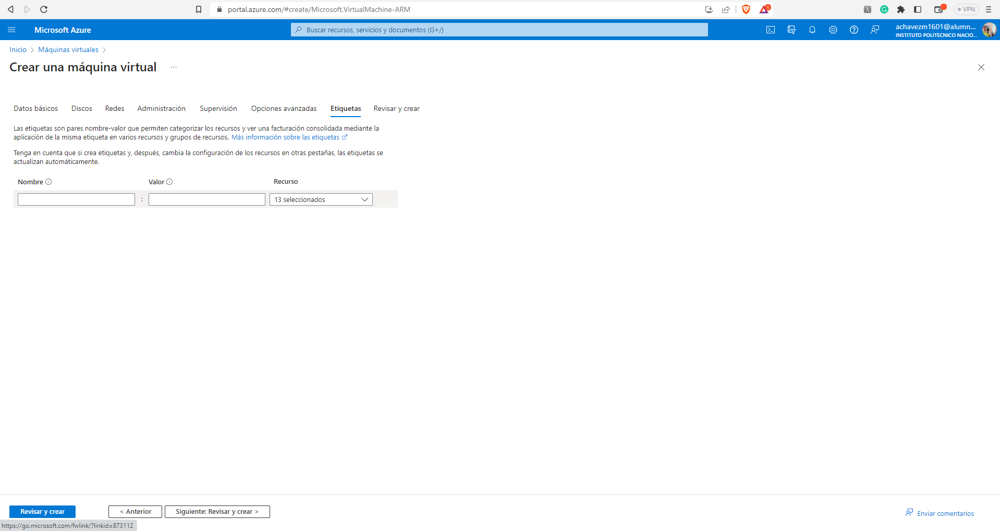 portal.azure.com/#create/Microsoft.VirtualMachine-ARM
1
VPN
Microsoft Azure
Buscar recursos, servicios y documentos (G+/)
achavezm1601@alumn...
INSTITUTO POLITECNICO NACIO...
Inicio > Máquinas virtuales >
Crear una máquina virtual ...
Datos básicos Discos Redes Administración Supervisión Opciones avanzadas Etiquetas Revisar y crear
Las etiquetas son pares nombre-valor que permiten categorizar los recursos y ver una facturación consolidada mediante la
aplicación de la misma etiqueta en varios recursos y grupos de recursos. Más información sobre las etiquetas
Tenga en cuenta que si crea etiquetas y, después, cambia la configuración de los recursos en otras pestañas, las etiquetas se
actualizan automáticamente.
Nombre Valor Recurso
: 13 seleccionados
Revisar y crear < Anterior Siguiente: Revisar y crear >
Enviar comentarios
https://go.microsoft.com/fwlink/?linkid=873112